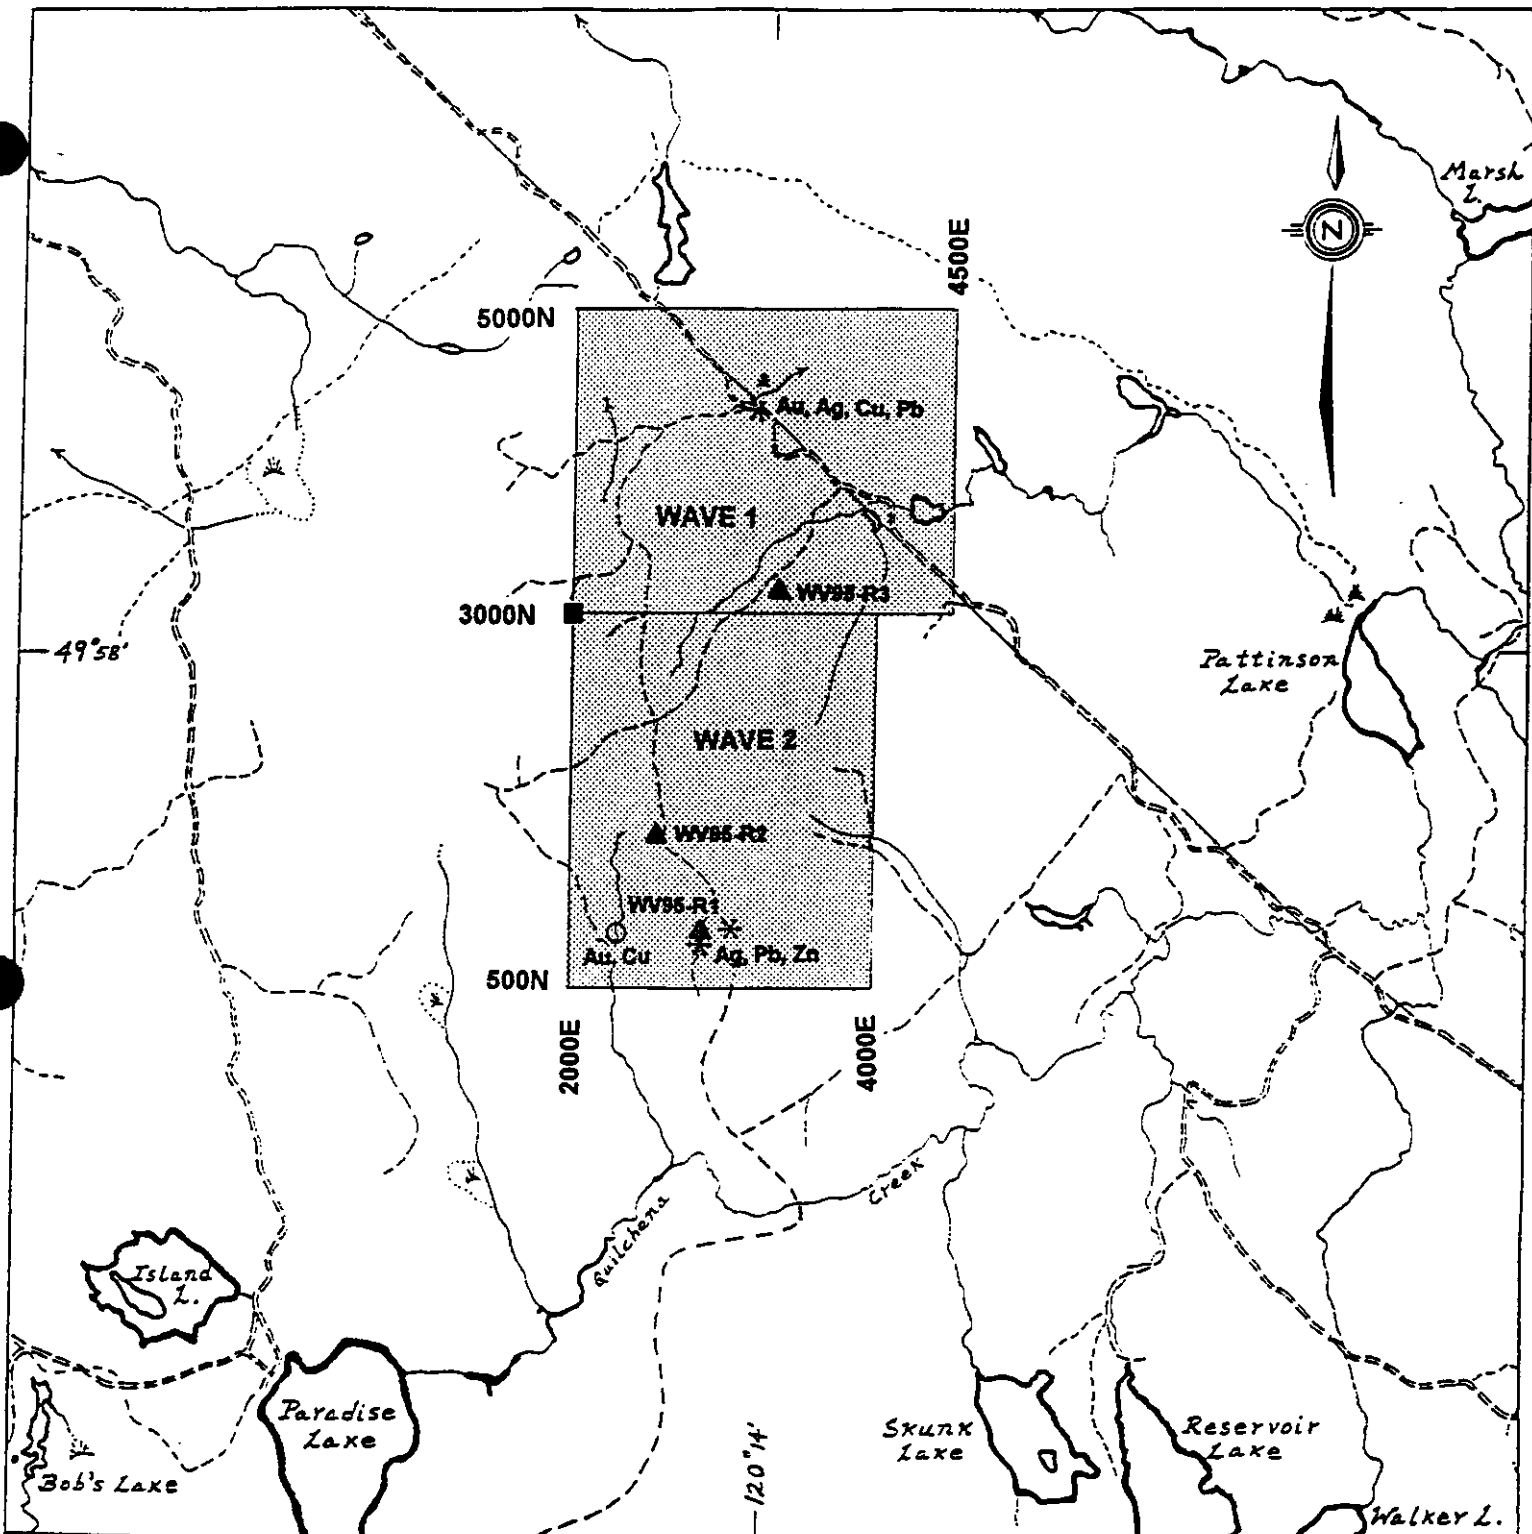 Marsh
L.
N
4500E
5000N
Au, Ag, Cu, Pb
WAVE 1
WV95-R3
3000N
49°58'
Pattinson
Lake
WAVE 2
WV95-R2
WV95-R1
Au, Cu
Ag, Pb, Zn
500N
2000E
4000E
Quilchena
Creek
Island
L.
Paradise
Lake
Bob's Lake
120°14'
Skunk
Lake
Reservoir
Lake
Walker L.